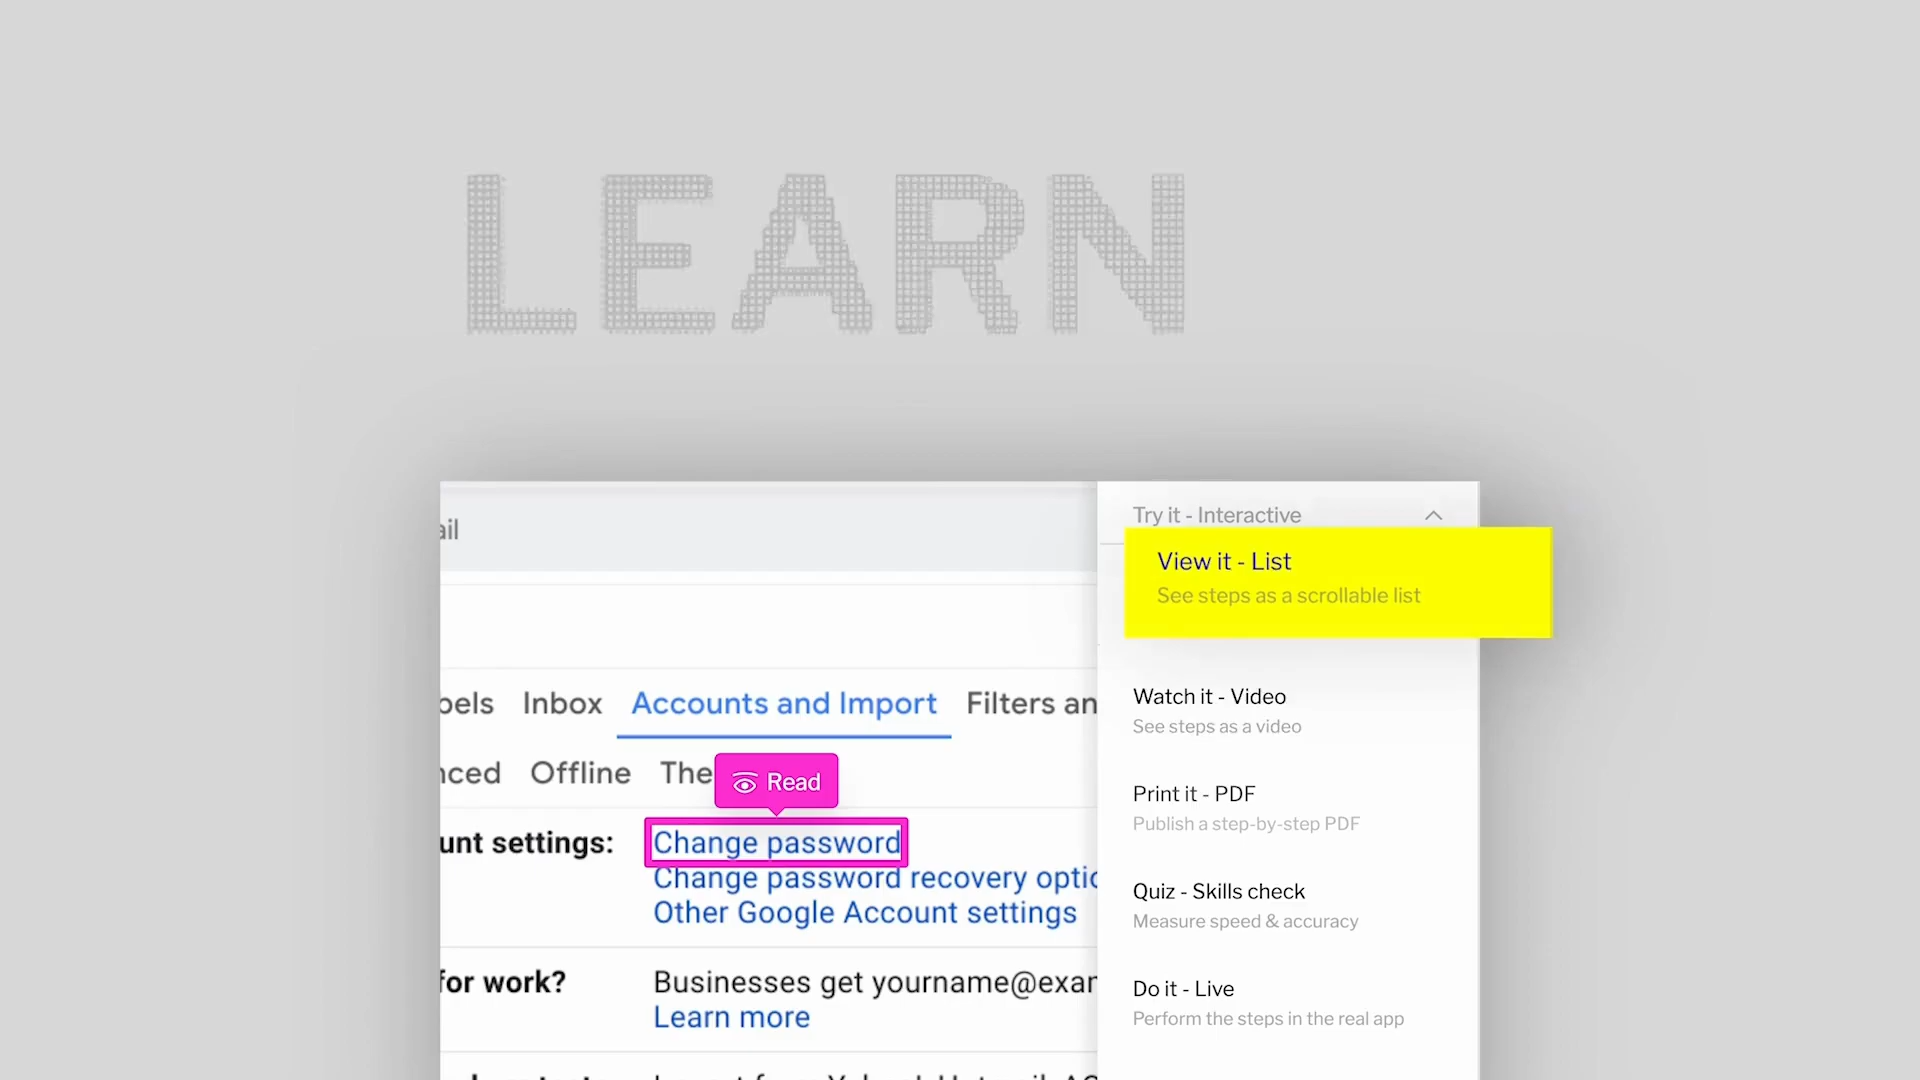 LEARN
ail
Try it - Interactive
View it - List
See steps as a scrollable list
bels Inbox Accounts and Import Filters an
Watch it - Video
See steps as a video
nced Offline The
Read
Print it - PDF
Publish a step-by-step PDF
unt settings: Change password
Change password recovery optio
Other Google Account settings
Quiz - Skills check
Measure speed & accuracy
for work? Businesses get yourname@exam
Learn more
Do it - Live
Perform the steps in the real app